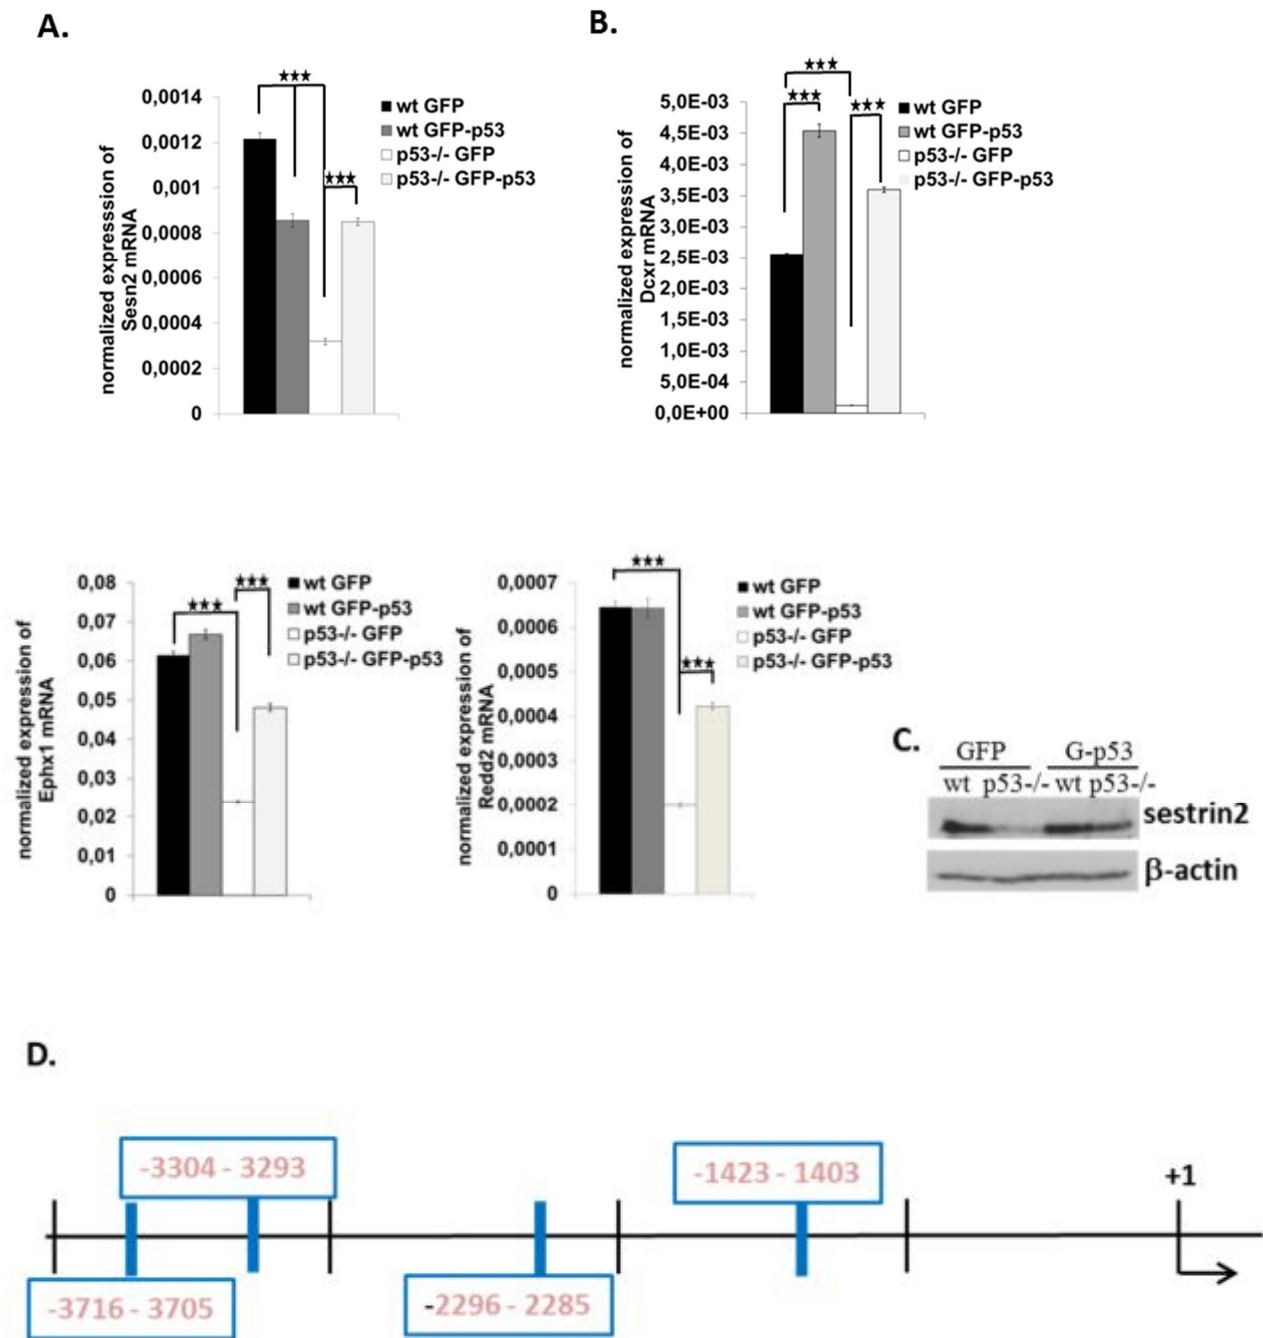 A.
normalized expresssion of
Sesn2 mRNA
0,0014
0,0012
0,001
0,0008
0,0006
0,0004
0,0002
0
★★★
★★★
wt GFP
wt GFP-p53
p53-/- GFP
p53-/- GFP-p53
B.
normalized expression of
Dcxr mRNA
5,0E-03
4,5E-03
4,0E-03
3,5E-03
3,0E-03
2,5E-03
2,0E-03
1,5E-03
1,0E-03
5,0E-04
0,0E+00
★★★
★★★
★★★
wt GFP
wt GFP-p53
p53-/- GFP
p53-/- GFP-p53
normalized expression of
Ephx1 mRNA
0,08
0,07
0,06
0,05
0,04
0,03
0,02
0,01
0
★★★
★★★
wt GFP
wt GFP-p53
p53-/- GFP
p53-/- GFP-p53
normalized expression of
Redd2 mRNA
0,0007
0,0006
0,0005
0,0004
0,0003
0,0002
0,0001
0
★★★
★★★
wt GFP
wt GFP-p53
p53-/- GFP
p53-/- GFP-p53
C.
GFP G-p53
wt p53-/- wt p53-/-
sestrin2
β-actin
D.
-3304 - 3293
-1423 - 1403
+1
-3716 - 3705
-2296 - 2285